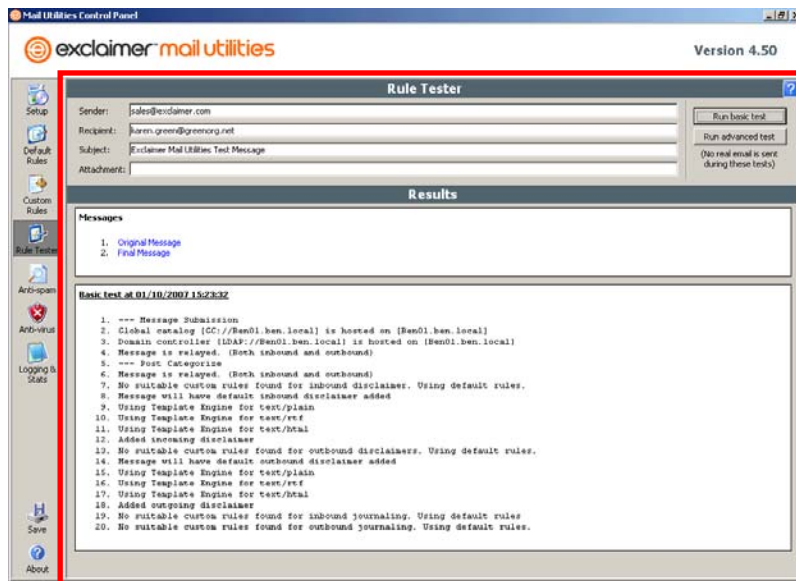 Mail Utilities Control Panel
exclaimer mail utilities
Version 4.50
Setup
Default Rules
Custom Rules
Rule Tester
Anti-spam
Anti-virus
Logging & Stats
Save
About
Rule Tester
?
Sender: sales@exclaimer.com
Recipient: karen.green@greenorg.net
Subject: Exclaimer Mail Utilities Test Message
Attachment:
Run basic test
Run advanced test
(No real email is sent
during these tests)
Results
Messages
1. Original Message
2. Final Message
Basic test at 01/10/2007 15:23:32
1. --- Message Submission
2. Global catalog [GC://Ben01.ben.local] is hosted on [Ben01.ben.local]
3. Domain controller [LDAP://Ben01.ben.local] is hosted on [Ben01.ben.local]
4. Message is relayed. (Both inbound and outbound)
5. --- Post Categorize
6. Message is relayed. (Both inbound and outbound)
7. No suitable custom rules found for inbound disclaimer. Using default rules.
8. Message will have default inbound disclaimer added
9. Using Template Engine for text/plain
10. Using Template Engine for text/rtf
11. Using Template Engine for text/html
12. Added incoming disclaimer
13. No suitable custom rules found for outbound disclaimers. Using default rules.
14. Message will have default outbound disclaimer added
15. Using Template Engine for text/plain
16. Using Template Engine for text/rtf
17. Using Template Engine for text/html
18. Added outgoing disclaimer
19. No suitable custom rules found for inbound journaling. Using default rules
20. No suitable custom rules found for outbound journaling. Using default rules.